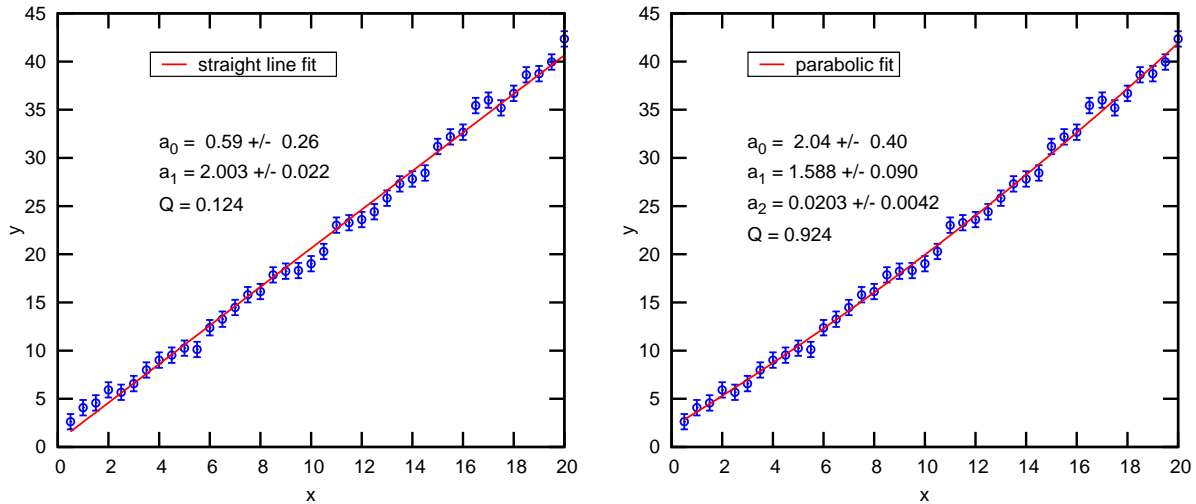 45
40
35
30
25
20
15
10
5
0
y
straight line fit
a0 = 0.59 +/- 0.26
a1 = 2.003 +/- 0.022
Q = 0.124
0 2 4 6 8 10 12 14 16 18 20
x
45
40
35
30
25
20
15
10
5
0
y
parabolic fit
a0 = 2.04 +/- 0.40
a1 = 1.588 +/- 0.090
a2 = 0.0203 +/- 0.0042
Q = 0.924
0 2 4 6 8 10 12 14 16 18 20
x